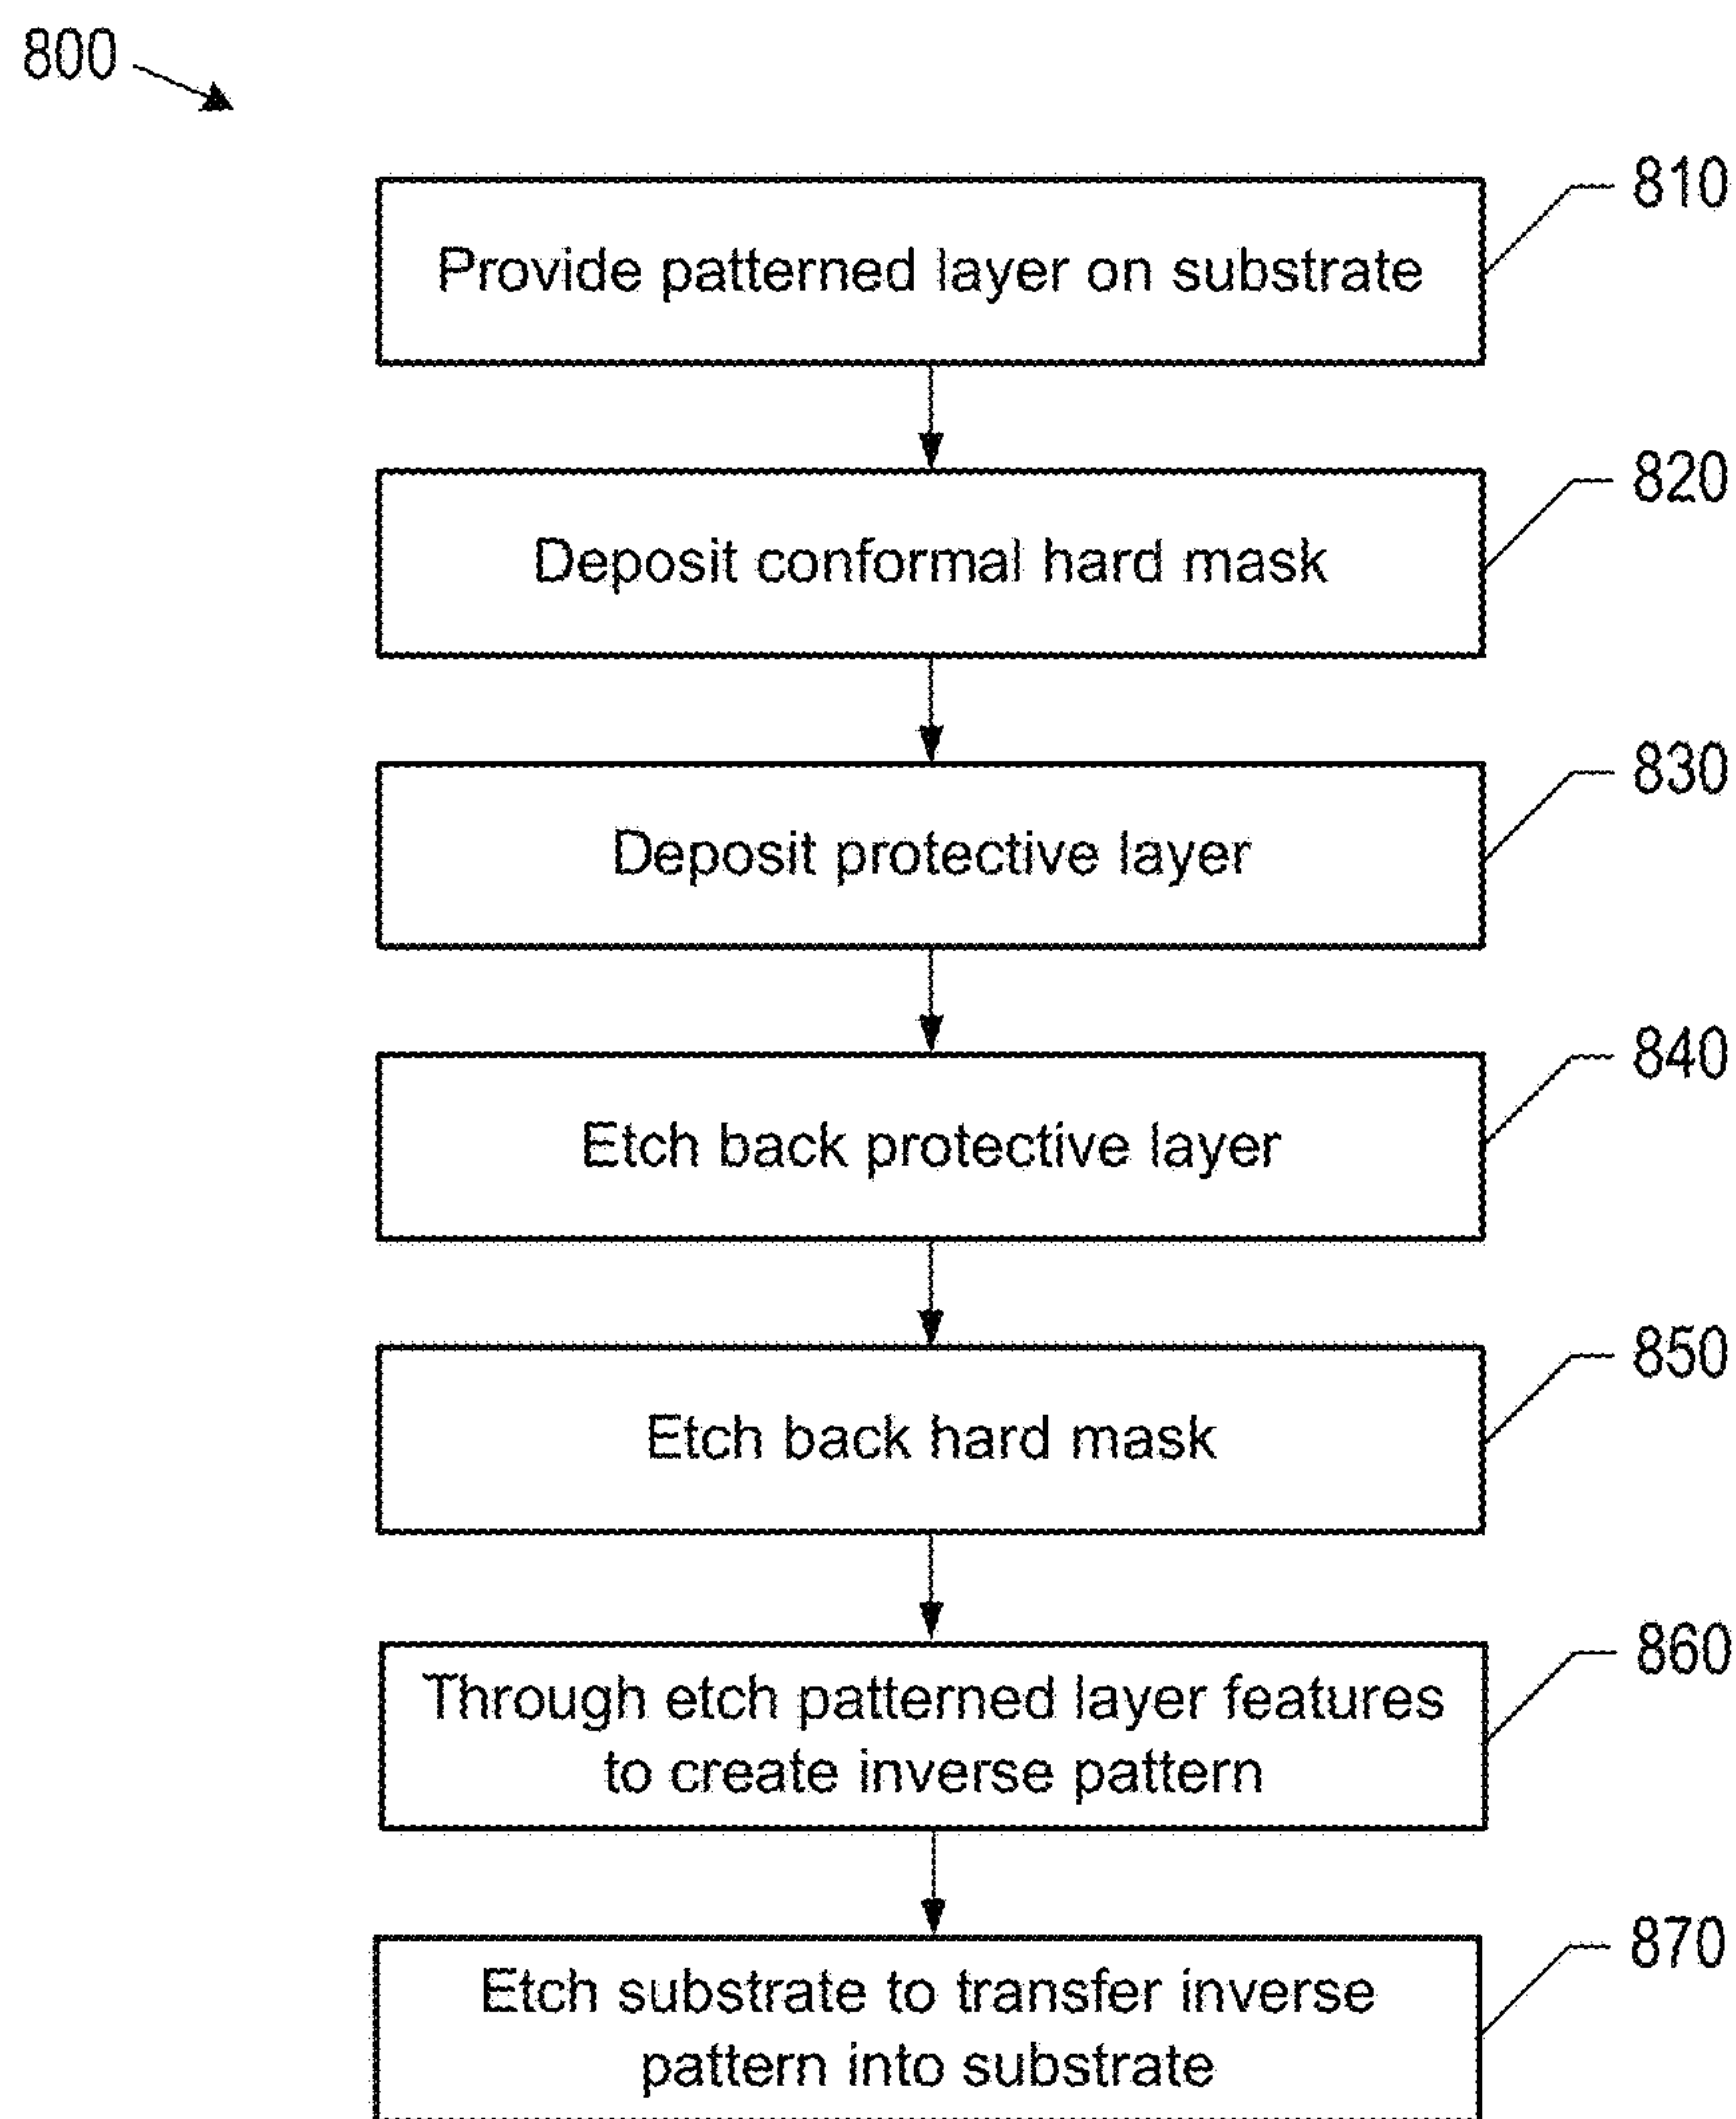 800
810
Provide patterned layer on substrate
820
Deposit conformal hard mask
830
Deposit protective layer
840
Etch back protective layer
850
Etch back hard mask
860
Through etch patterned layer features
to create inverse pattern
870
Etch substrate to transfer inverse
pattern into substrate